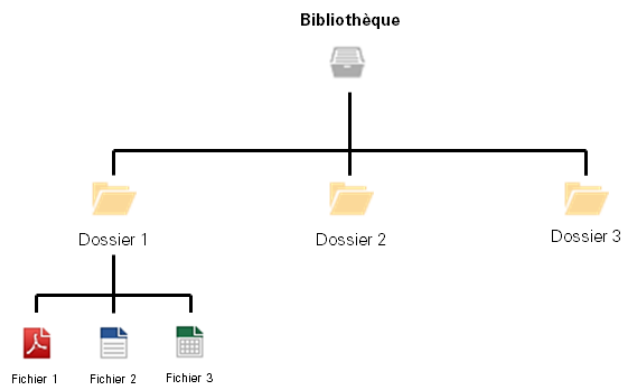 Bibliothèque
Dossier 1
Dossier 2
Dossier 3
Fichier 1
Fichier 2
Fichier 3